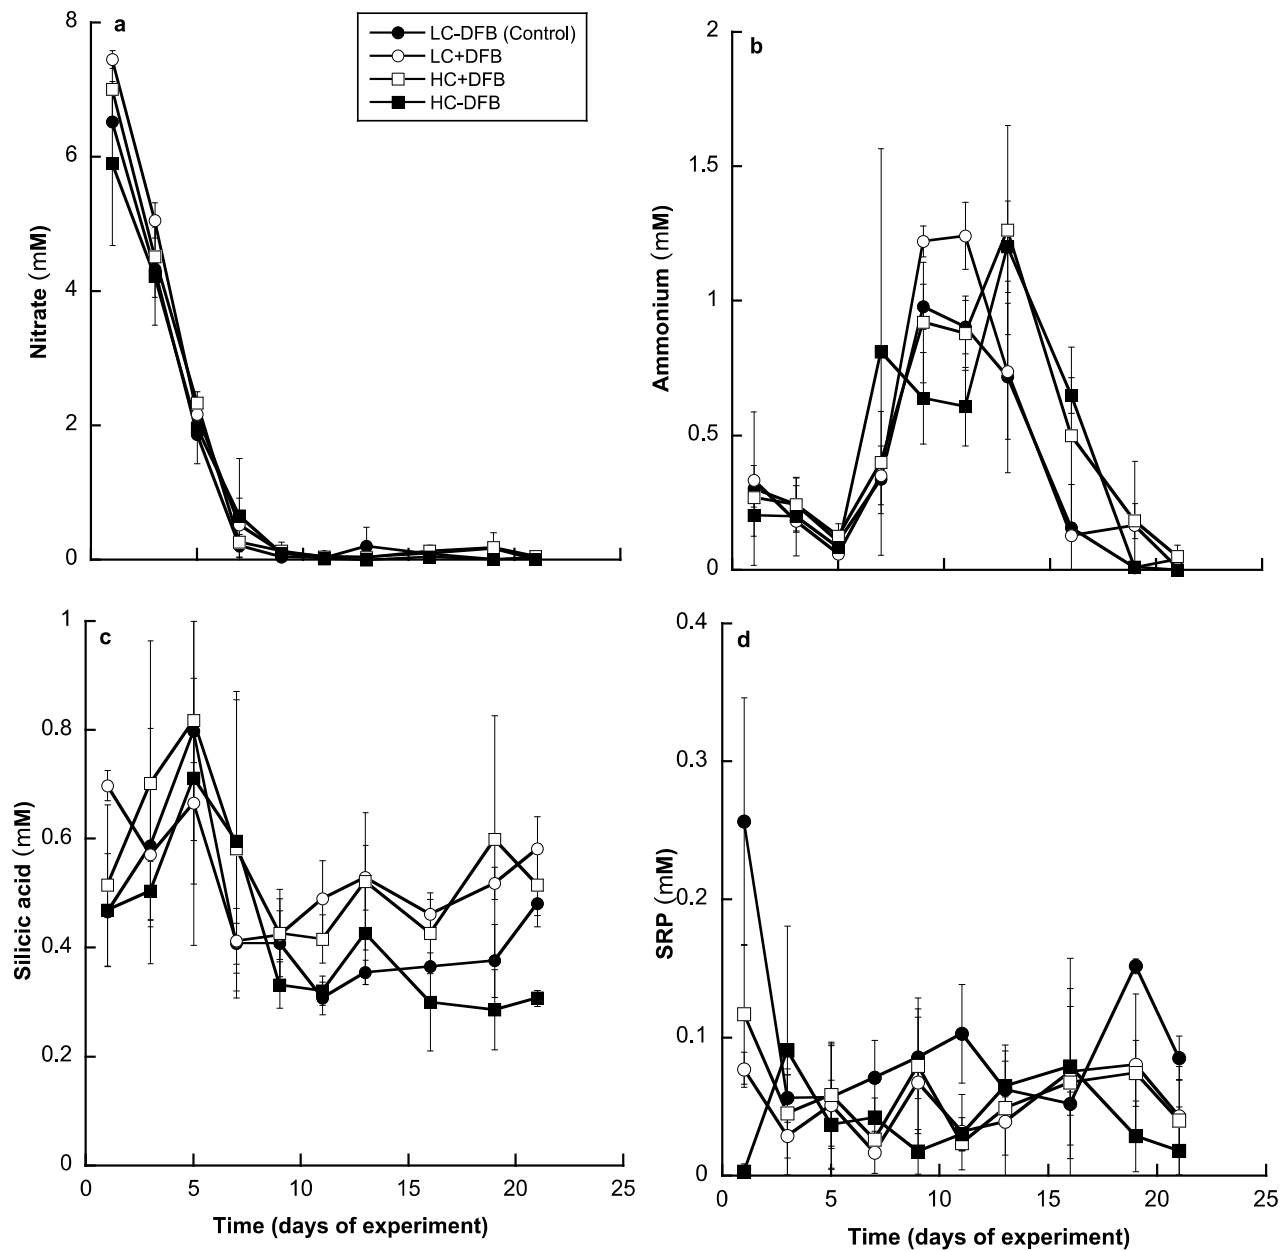 a
LC-DFB (Control)
LC+DFB
HC+DFB
HC-DFB
8
6
4
2
0
Nitrate (mM)
b
2
1.5
1
0.5
0
Ammonium (mM)
c
1
0.8
0.6
0.4
0.2
0
Silicic acid (mM)
0 5 10 15 20 25
Time (days of experiment)
d
0.4
0.3
0.2
0.1
0
SRP (mM)
0 5 10 15 20 25
Time (days of experiment)